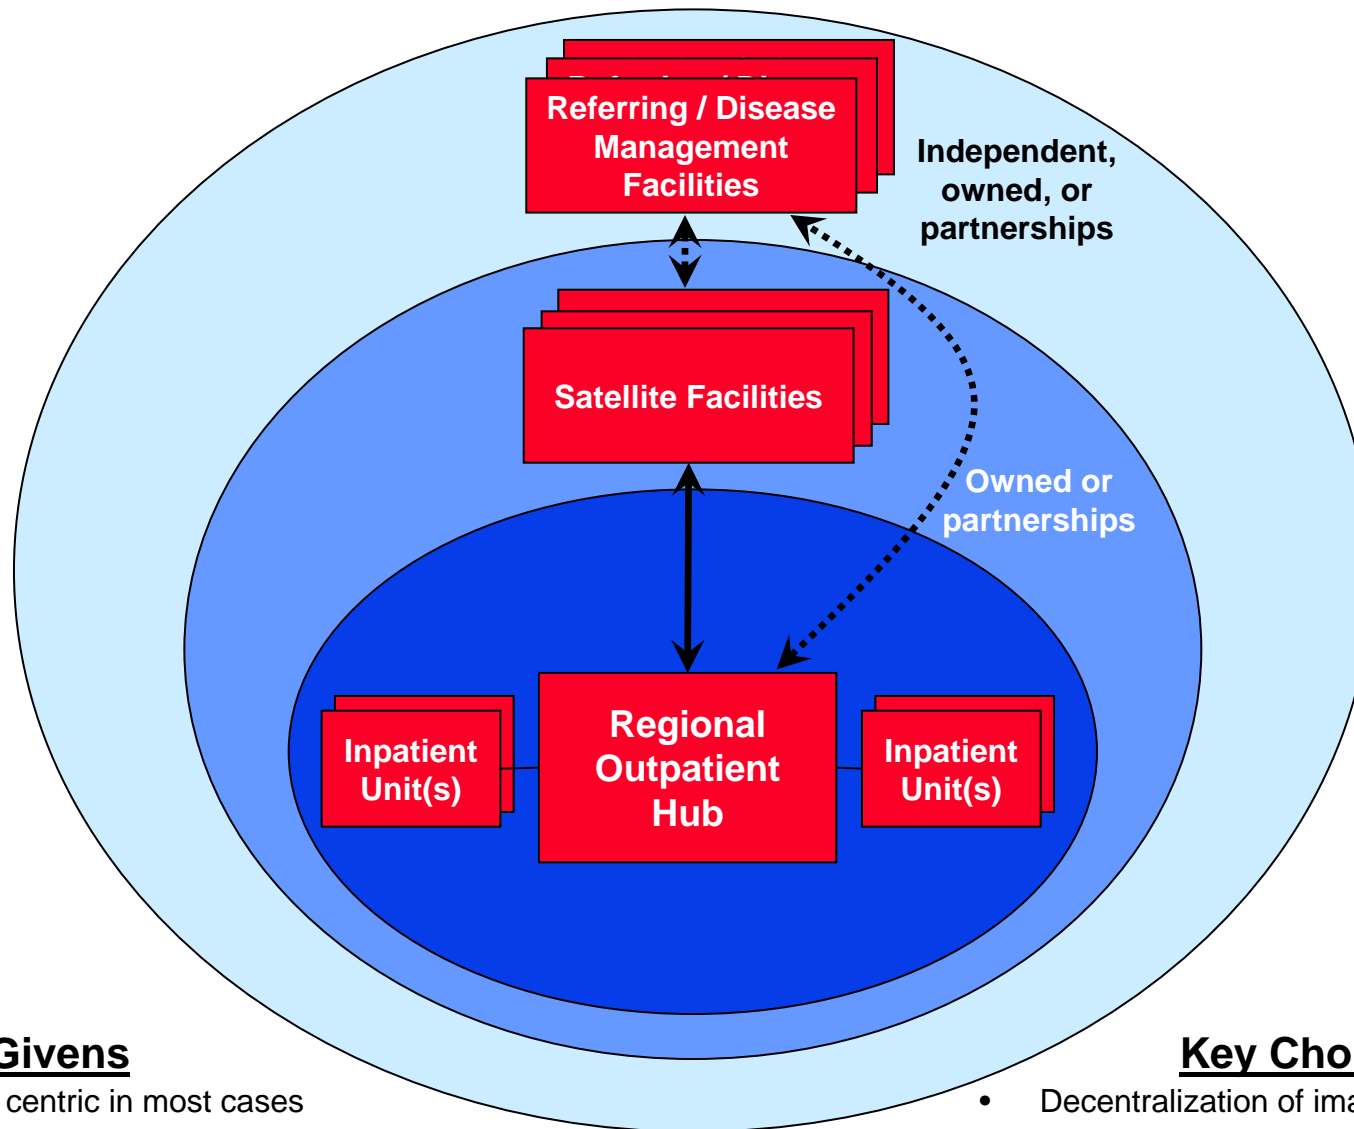 Referring / Disease
Management
Facilities
Independent,
owned, or
partnerships
Satellite Facilities
Owned or
partnerships
Inpatient
Unit(s)
Regional
Outpatient
Hub
Inpatient
Unit(s)
Givens
centric in most cases
Key Cho
• Decentralization of ima